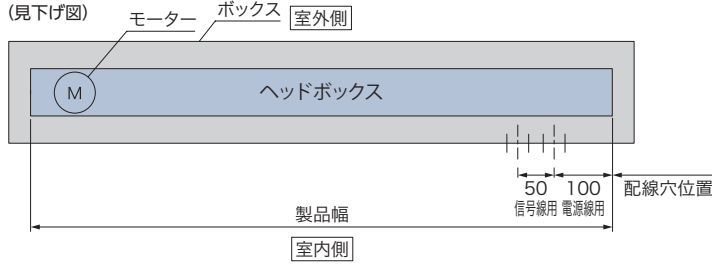 (見下げ図)
モーター
ボックス
室外側
M
ヘッドボックス
50
100
配線穴位置
信号線用
電源線用
製品幅
室内側